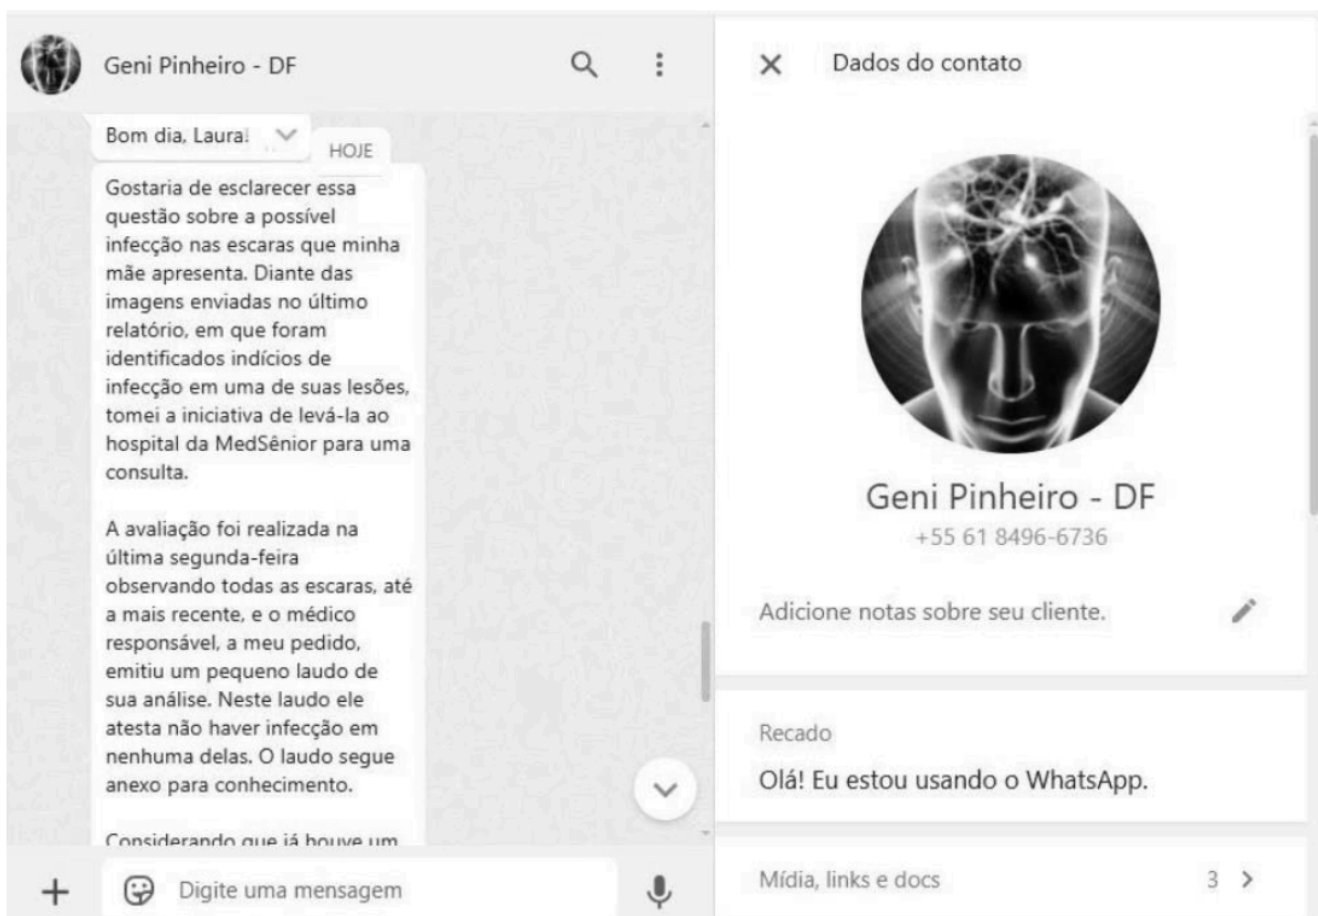 Geni Pinheiro - DF
Bom dia, Laura!
HOJE
Gostaria de esclarecer essa
questão sobre a possível
infecção nas escaras que minha
mãe apresenta. Diante das
imagens enviadas no último
relatório, em que foram
identificados indícios de
infecção em uma de suas lesões,
tomei a iniciativa de levá-la ao
hospital da MedSênior para uma
consulta.
A avaliação foi realizada na
última segunda-feira
observando todas as escaras, até
a mais recente, e o médico
responsável, a meu pedido,
emitiu um pequeno laudo de
sua análise. Neste laudo ele
atesta não haver infecção em
nenhuma delas. O laudo segue
anexo para conhecimento.
Considerando que já houve um
Digite uma mensagem
Dados do contato
Geni Pinheiro - DF
+55 61 8496-6736
Adicione notas sobre seu cliente.
Recado
Olá! Eu estou usando o WhatsApp.
Mídia, links e docs 3